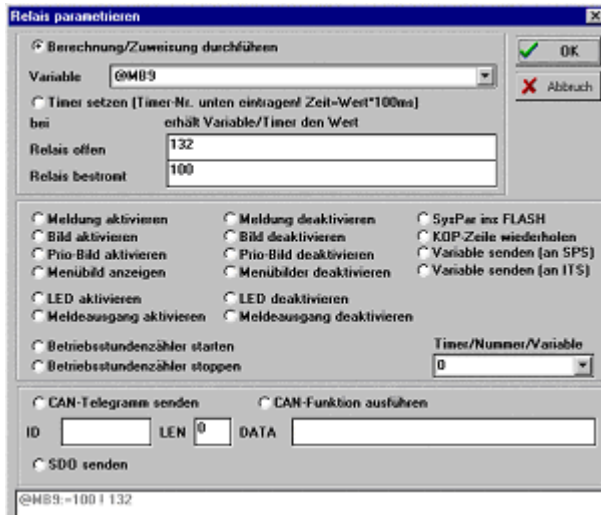 Relais parametrieren
Berechnung/Zuweisung durchführen
OK
Variable @MB9
Abbruch
Timer setzen (Timer-Nr. unten eintragen! Zeit=Wert*100ms)
bei erhält Variable/Timer den Wert
Relais offen 132
Relais bestromt 100
Meldung aktivieren Meldung deaktivieren SysPar ins FLASH
Bild aktivieren Bild deaktivieren KOP-Zeile wiederholen
Prio-Bild aktivieren Prio-Bild deaktivieren Variable senden (an SPS)
Menübild anzeigen Menübilder deaktivieren Variable senden (an ITS)
LED aktivieren LED deaktivieren
Meldeausgang aktivieren Meldeausgang deaktivieren
Betriebsstundenzähler starten Timer/Nummer/Variable
Betriebsstundenzähler stoppen 0
CAN-Telegramm senden CAN-Funktion ausführen
ID LEN 0 DATA
SDO senden
@MB9:=100 ! 132